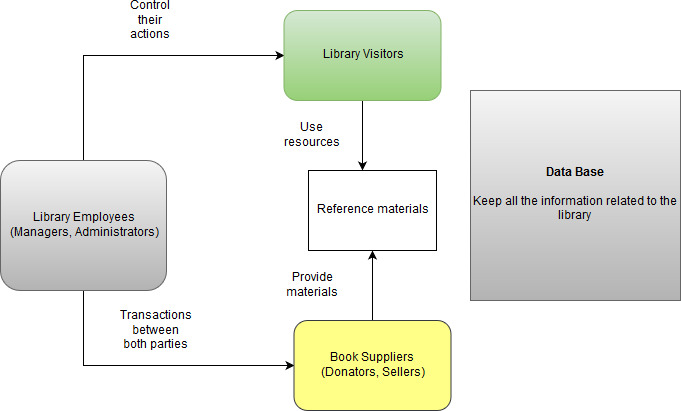 Control
their
actions
Library Visitors
Use
resources
Data Base
Keep all the information related to the
library
Library Employees
(Managers, Administrators)
Reference materials
Provide
materials
Transactions
between
both parties
Book Suppliers
(Donators, Sellers)